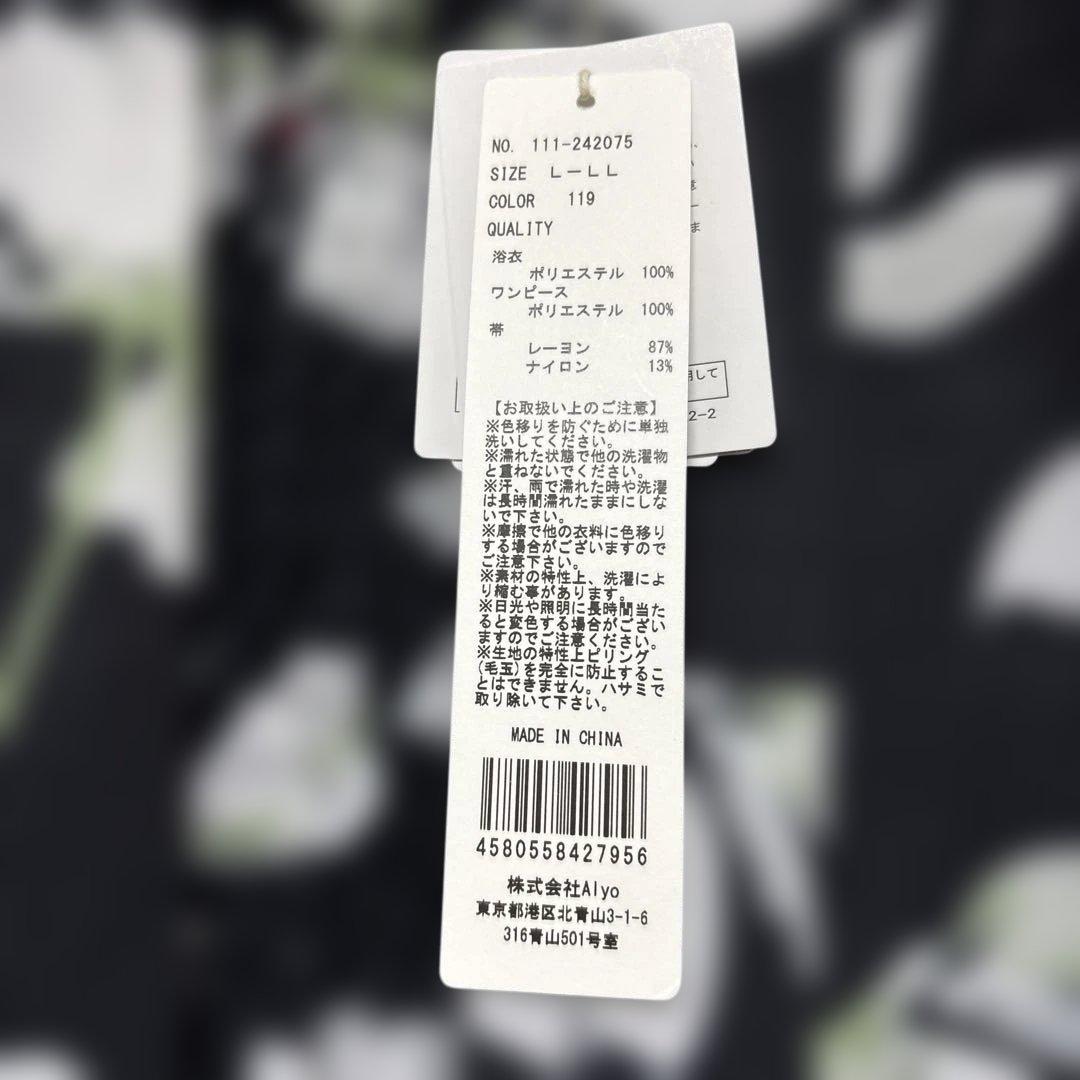 NO. 111-242075
SIZE L-LL
COLOR 119
QUALITY
浴衣
ポリエステル 100%
ワンピース
ポリエステル 100%
帯
レーヨン 87%
ナイロン 13%
【お取扱い上のご注意】
※色移りを防ぐために単独
洗いしてください。
※濡れた状態で他の洗濯物
と重ねないでください。
※汗、雨で濡れた時や洗濯
は長時間濡れたままにしな
いで下さい。
※摩擦で他の衣料に色移り
する場合がございますので
ご注意下さい。
※素材の特性上、洗濯によ
り縮む事があります。
※日光や照明に長時間当た
ると変色する場合がござい
ますのでご注意ください。
※生地の特性上ピリング
(毛玉)を完全に防止するこ
とはできません。ハサミで
取り除いて下さい。
MADE IN CHINA
4580558427956
株式会社Alyo
東京都港区北青山3-1-6
316青山501号室
して
2-2